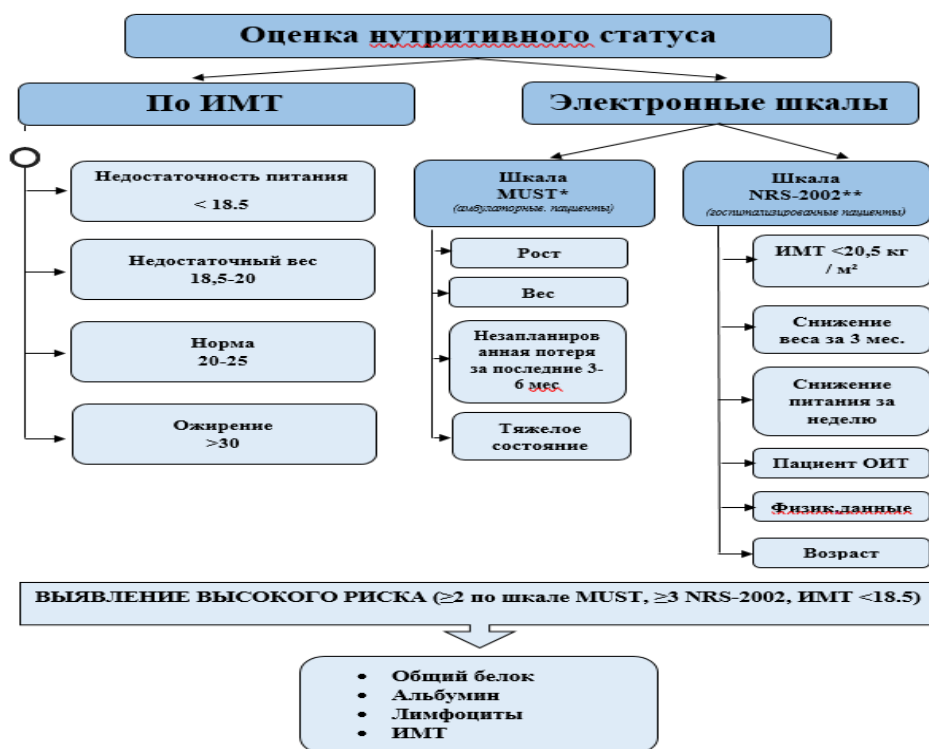 Оценка нутритивного статуса
По ИМТ
Электронные шкалы
Недостаточность питания
< 18.5
Недостаточный вес
18,5-20
Норма
20-25
Ожирение
>30
Шкала
MUST*
(амбулаторные. пациенты)
Рост
Вес
Незапланиров
анная потеря
за последние 3-
6 мес
Тяжелое
состояние
Шкала
NRS-2002**
(госпитализированные пациенты)
ИМТ <20,5 кг
/ м²
Снижение
веса за 3 мес.
Снижение
питания за
неделю
Пациент ОИТ
Физик.данные
Возраст
ВЫЯВЛЕНИЕ ВЫСОКОГО РИСКА (≥2 по шкале MUST, ≥3 NRS-2002, ИМТ <18.5)
• Общий белок
• Альбумин
• Лимфоциты
• ИМТ